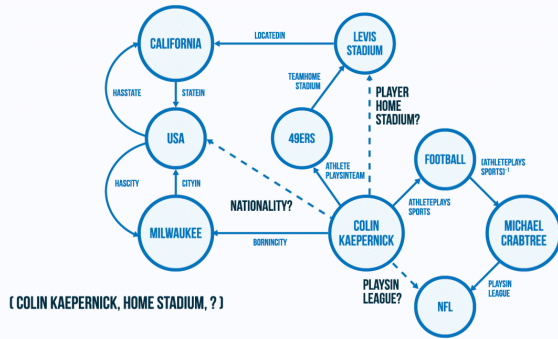 CALIFORNIA
LOCATEDIN
LEVIS
STADIUM
HASSTATE
STATEIN
TEAMHOME
STADIUM
PLAYER
HOME
STADIUM?
USA
49ERS
FOOTBALL
(ATHLETEPLAYS
SPORTS)⁻¹
HASCITY
CITYIN
ATHLETE
PLAYSINTEAM
NATIONALITY?
ATHLETEPLAYS
SPORTS
MILWAUKEE
BORNINCITY
COLIN
KAEPERNICK
MICHAEL
CRABTREE
PLAYSIN
LEAGUE?
PLAYSIN
LEAGUE
NFL
( COLIN KAEPERNICK, HOME STADIUM, ? )